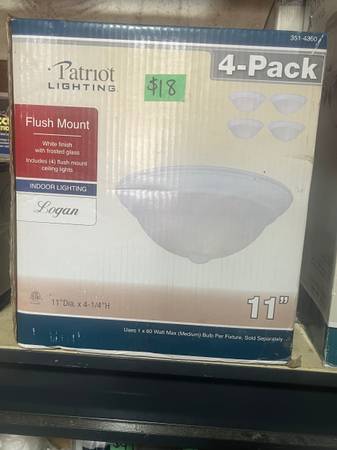 351-4360
Patriot
LIGHTING
$18
4-Pack
Flush Mount
White finish
with frosted glass
Includes (4) flush mount
ceiling lights
INDOOR LIGHTING
Logan
11"Dia. x 4-1/4"H
11"
Uses 1 x 60 Watt Max (Medium) Bulb Per Fixture, Sold Separately